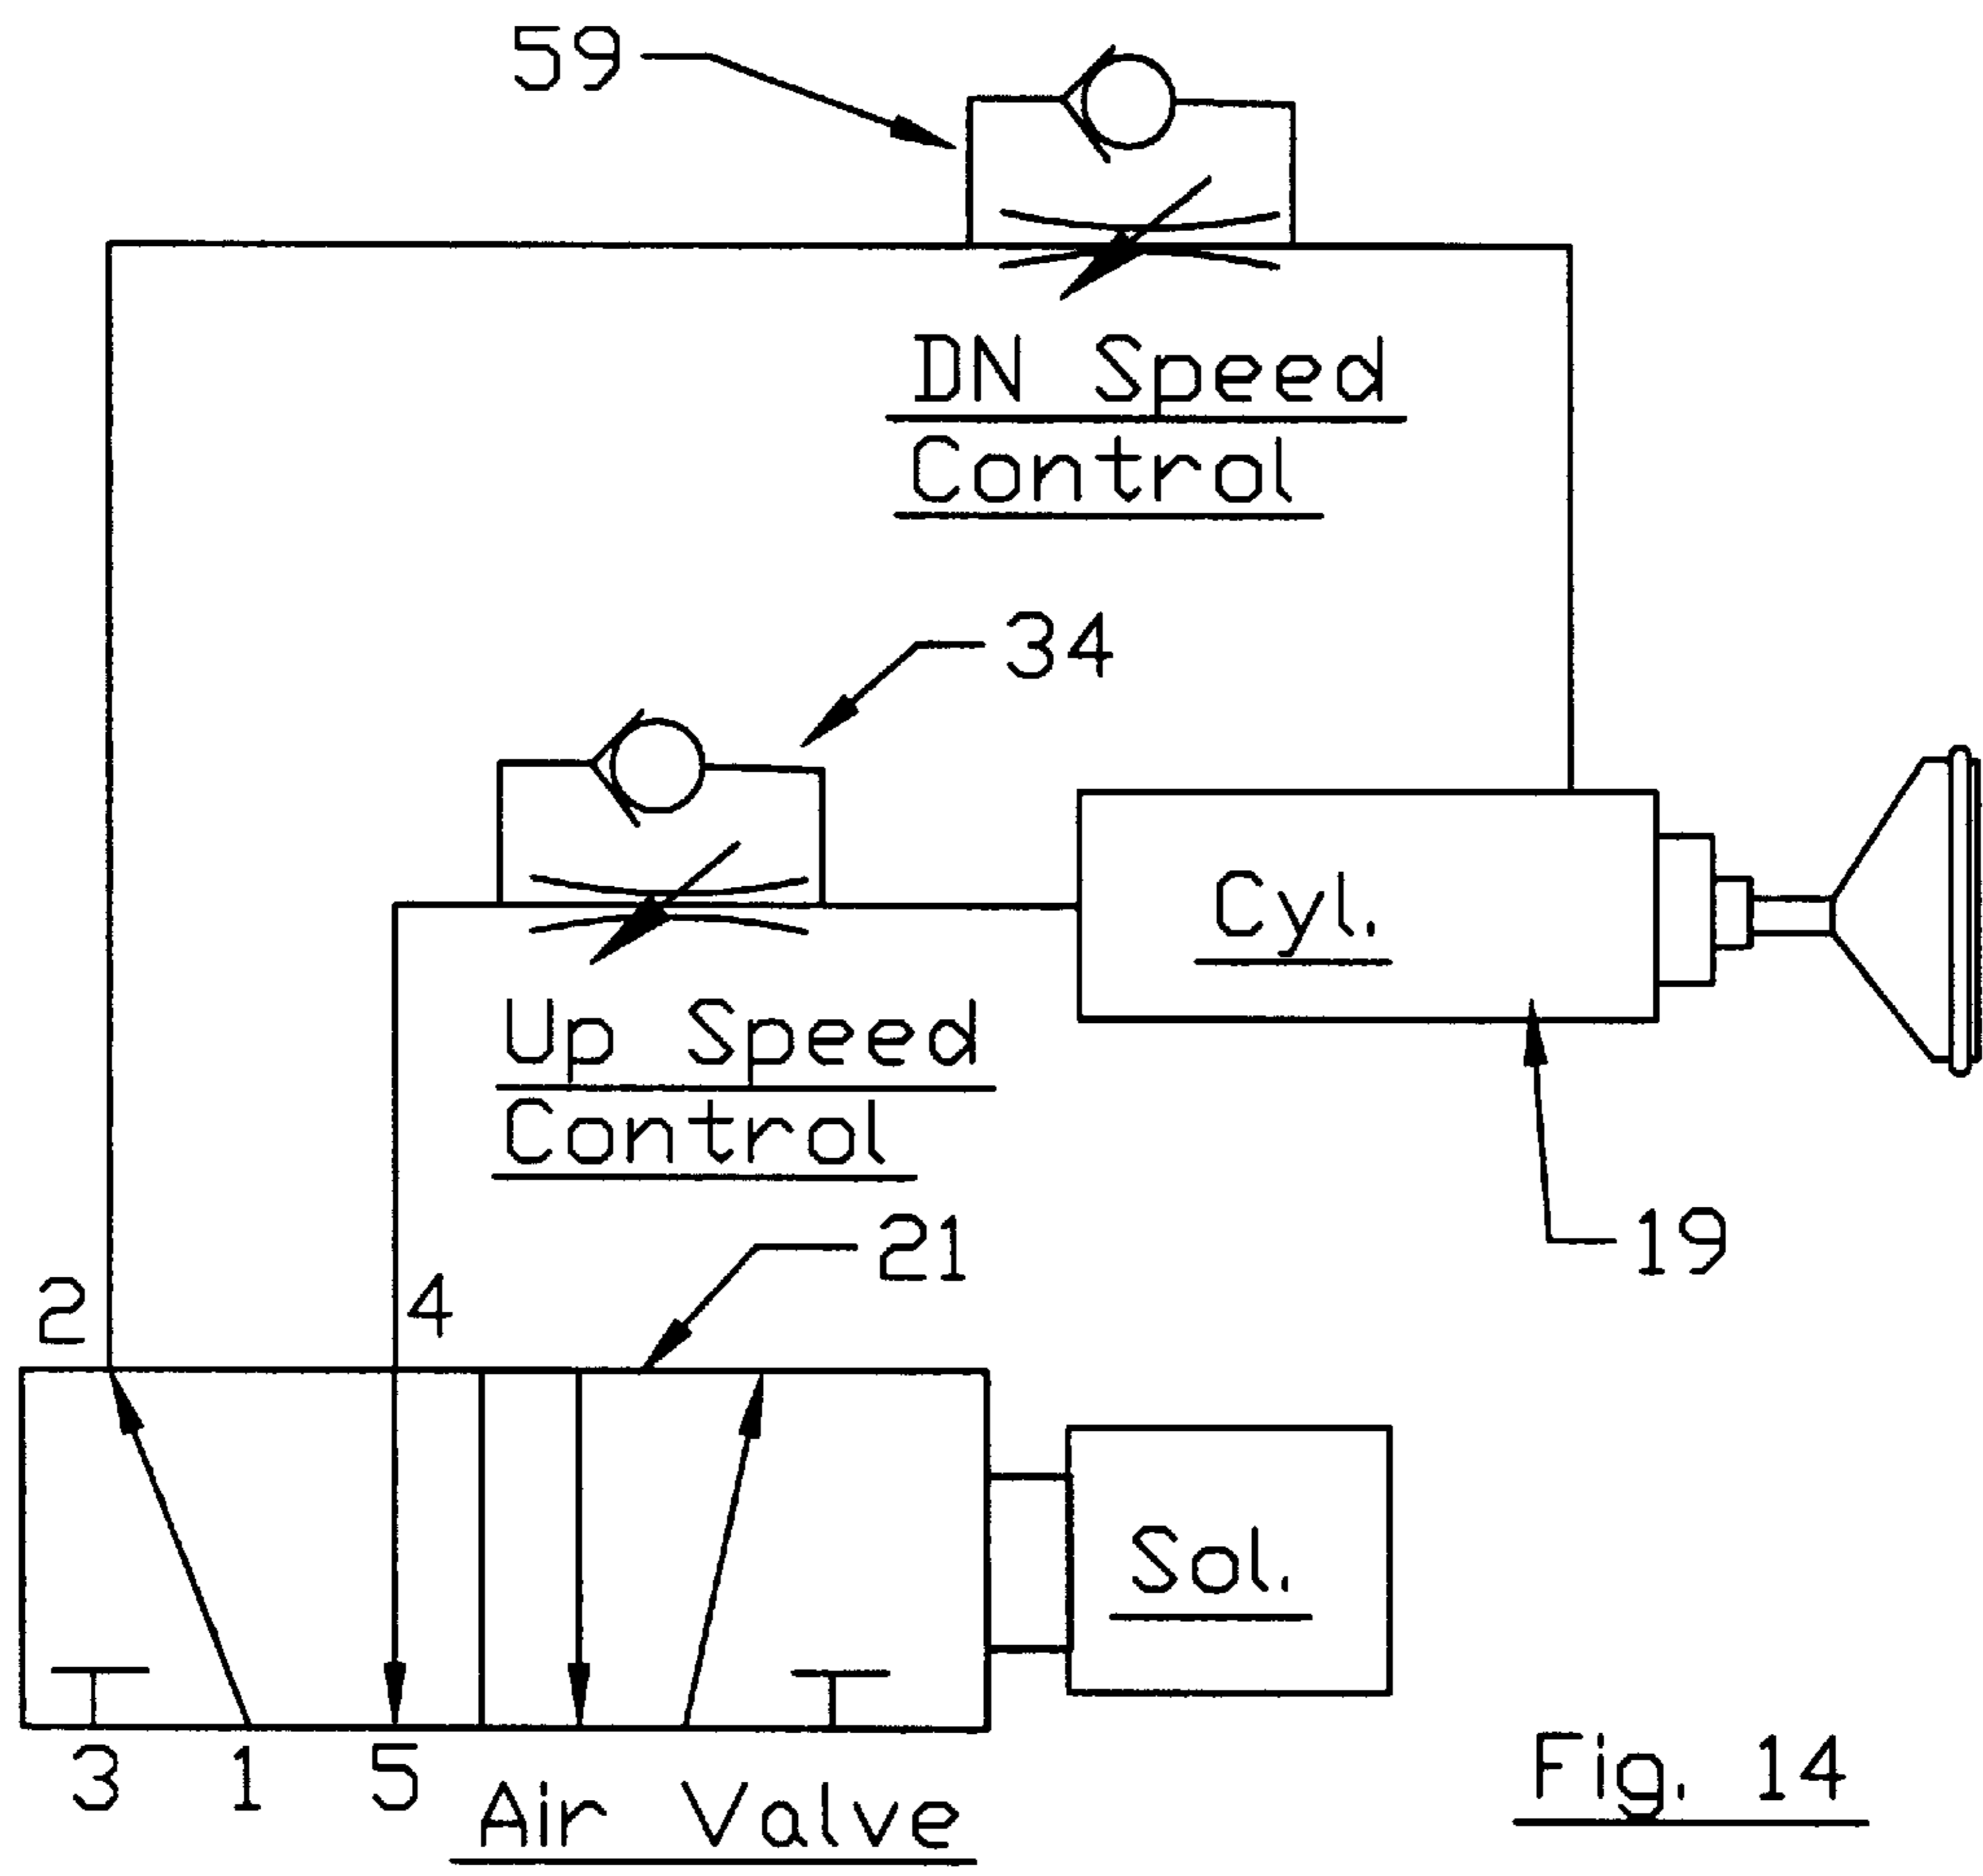 59
DN Speed
Control
34
Cyl.
Up Speed
Control
19
21
2
4
Sol.
3 1 5
Air Valve
Fig. 14